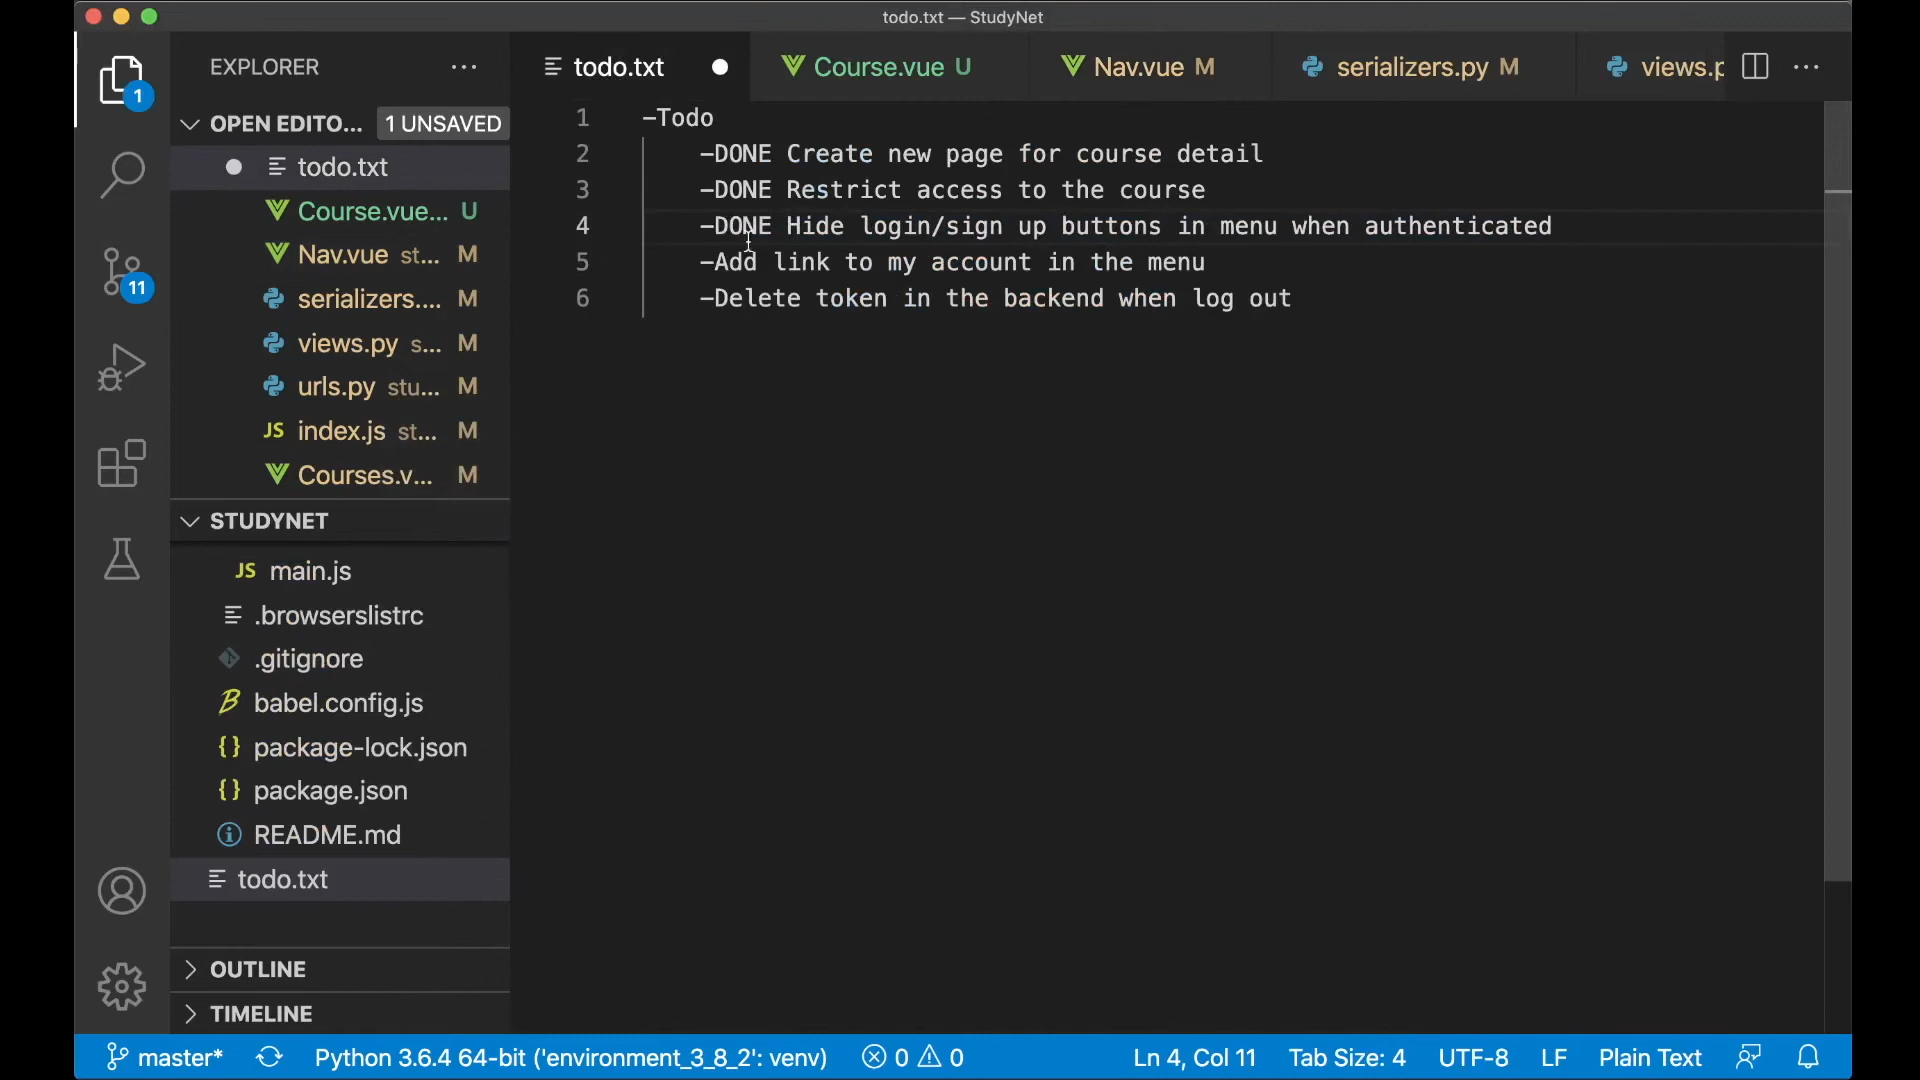 todo.txt — StudyNet
EXPLORER
todo.txt
Course.vue U
Nav.vue M
serializers.py M
views.p
1
OPEN EDITO... 1 UNSAVED
todo.txt
Course.vue... U
Nav.vue st... M
serializers.... M
views.py s... M
urls.py stu... M
JS index.js st... M
Courses.v... M
11
STUDYNET
JS main.js
.browserslistrc
.gitignore
babel.config.js
{} package-lock.json
{} package.json
README.md
todo.txt
OUTLINE
TIMELINE
1 -Todo
2 -DONE Create new page for course detail
3 -DONE Restrict access to the course
4 -DONE Hide login/sign up buttons in menu when authenticated
5 -Add link to my account in the menu
6 -Delete token in the backend when log out
master* Python 3.6.4 64-bit ('environment_3_8_2': venv) 0 0 Ln 4, Col 11 Tab Size: 4 UTF-8 LF Plain Text